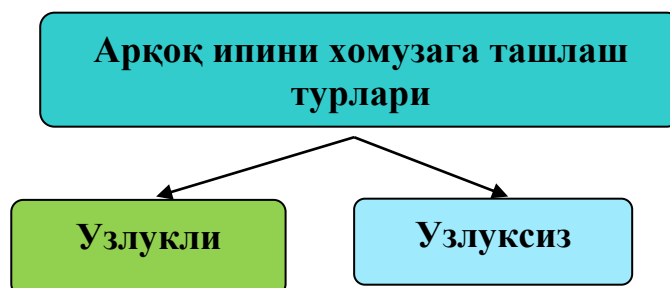 Арқоқ ипини хомузага ташлаш
турлари
Узлукли
Узлуксиз